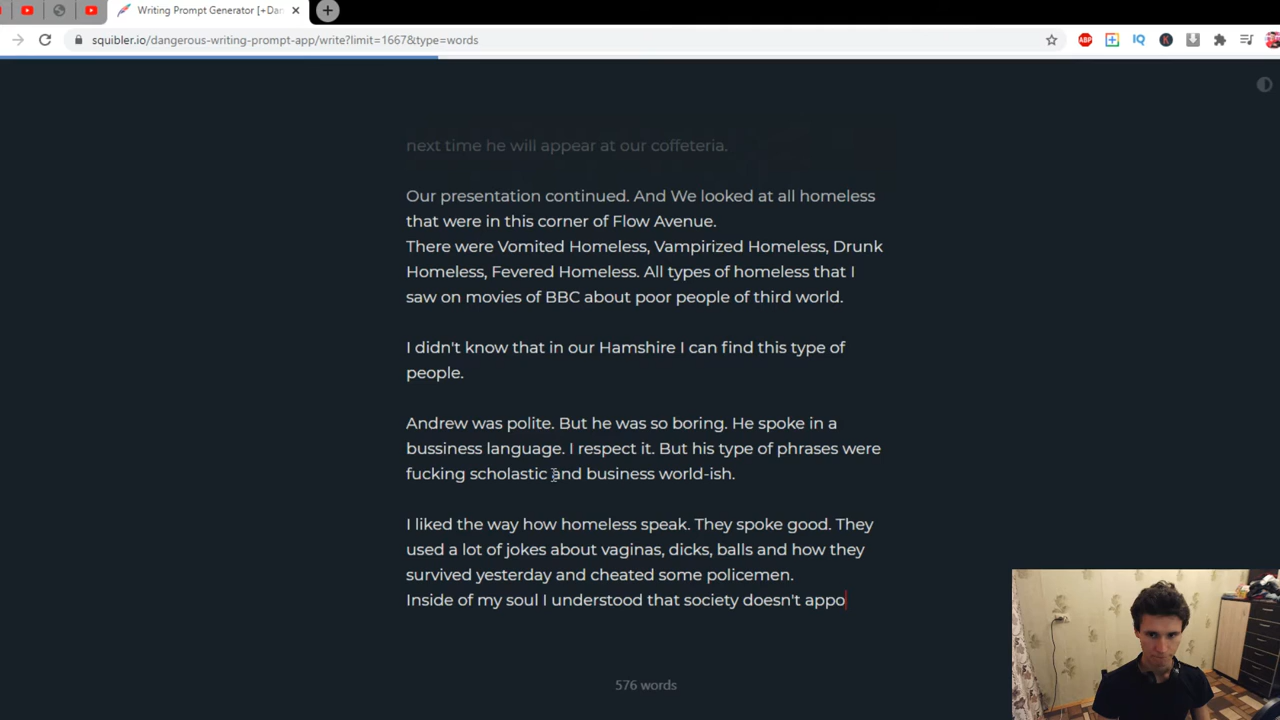 Writing Prompt Generator [+Dan
squibler.io/dangerous-writing-prompt-app/write?limit=1667&type=words
ABP
IQ
K
next time he will appear at our coffeteria.
Our presentation continued. And We looked at all homeless
that were in this corner of Flow Avenue.
There were Vomited Homeless, Vampirized Homeless, Drunk
Homeless, Fevered Homeless. All types of homeless that I
saw on movies of BBC about poor people of third world.
I didn't know that in our Hamshire I can find this type of
people.
Andrew was polite. But he was so boring. He spoke in a
bussiness language. I respect it. But his type of phrases were
fucking scholastic and business world-ish.
I liked the way how homeless speak. They spoke good. They
used a lot of jokes about vaginas, dicks, balls and how they
survived yesterday and cheated some policemen.
Inside of my soul I understood that society doesn't appo
576 words